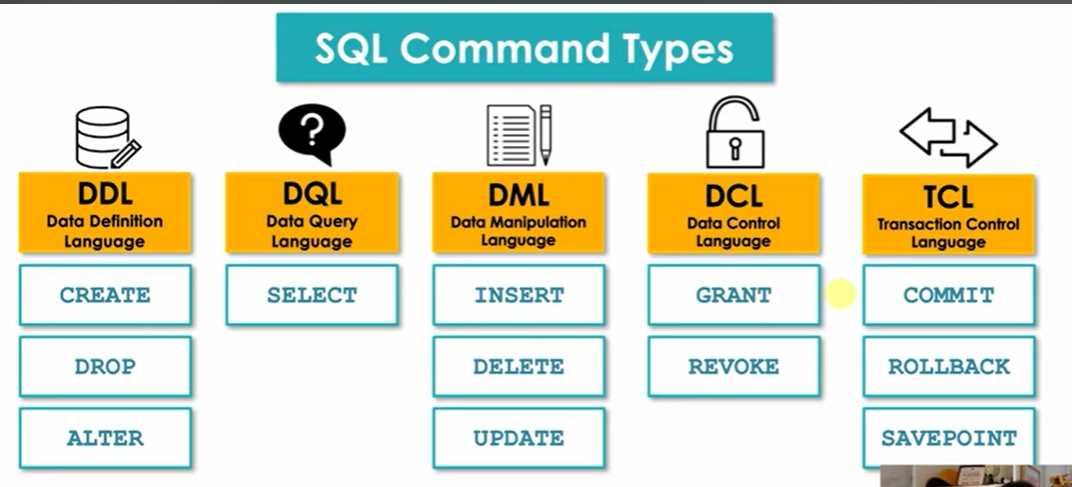 SQL Command Types
?
DDL
Data Definition
Language
CREATE
DROP
ALTER
DQL
Data Query
Language
SELECT
DML
Data Manipulation
Language
INSERT
DELETE
UPDATE
DCL
Data Control
Language
GRANT
REVOKE
TCL
Transaction Control
Language
COMMIT
ROLLBACK
SAVEPOINT